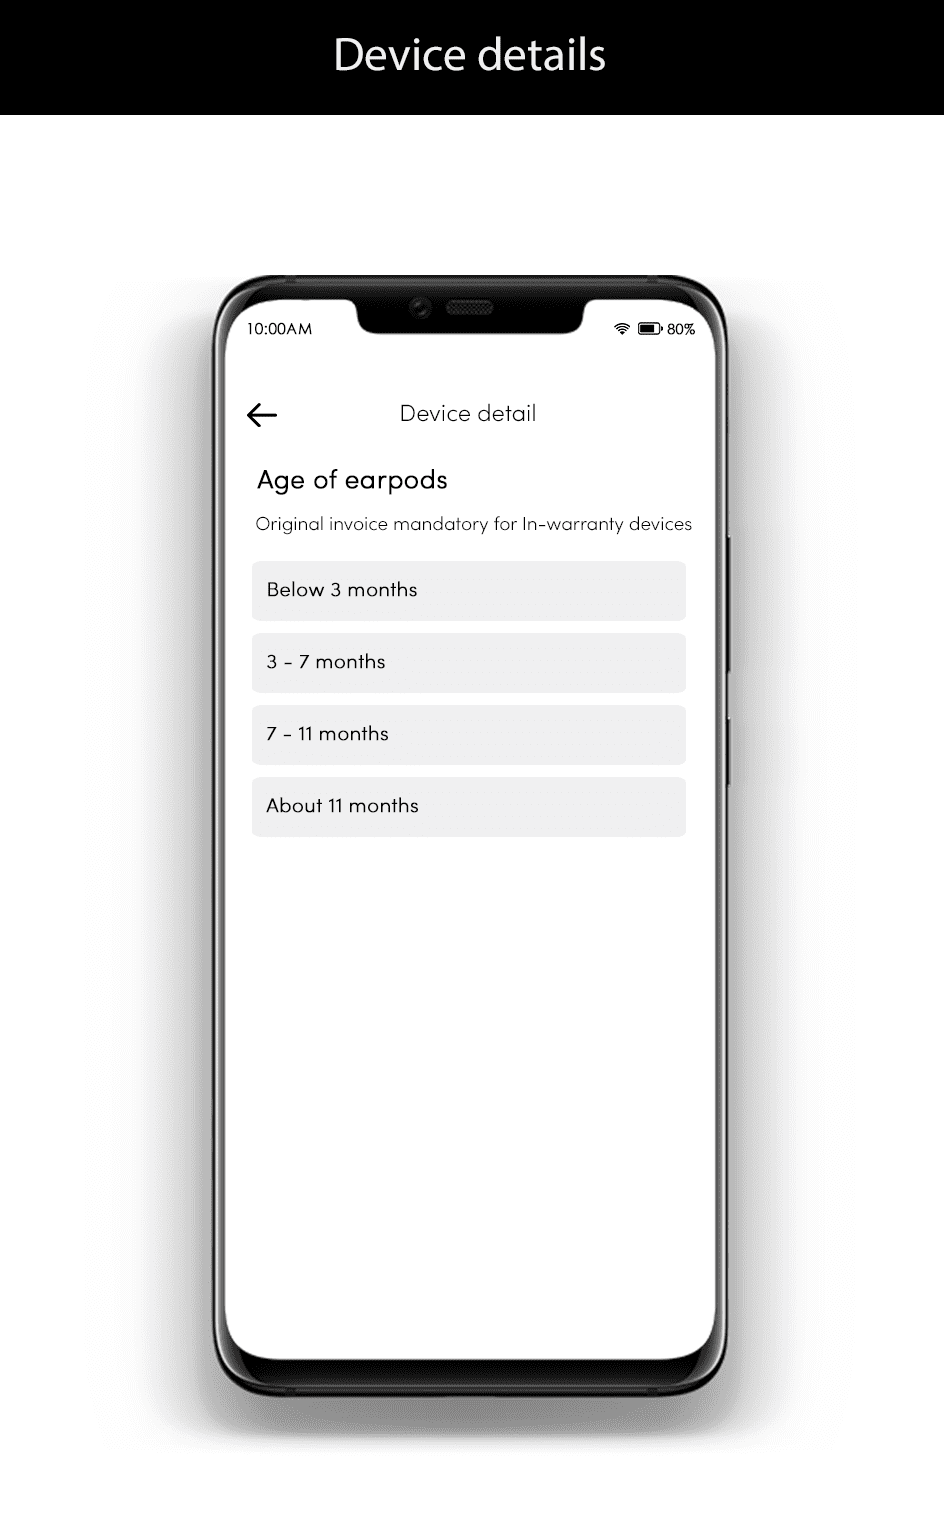 Device details
10:00AM 80%
Device detail
Age of earpods
Original invoice mandatory for In-warranty devices
Below 3 months
3 - 7 months
7 - 11 months
About 11 months